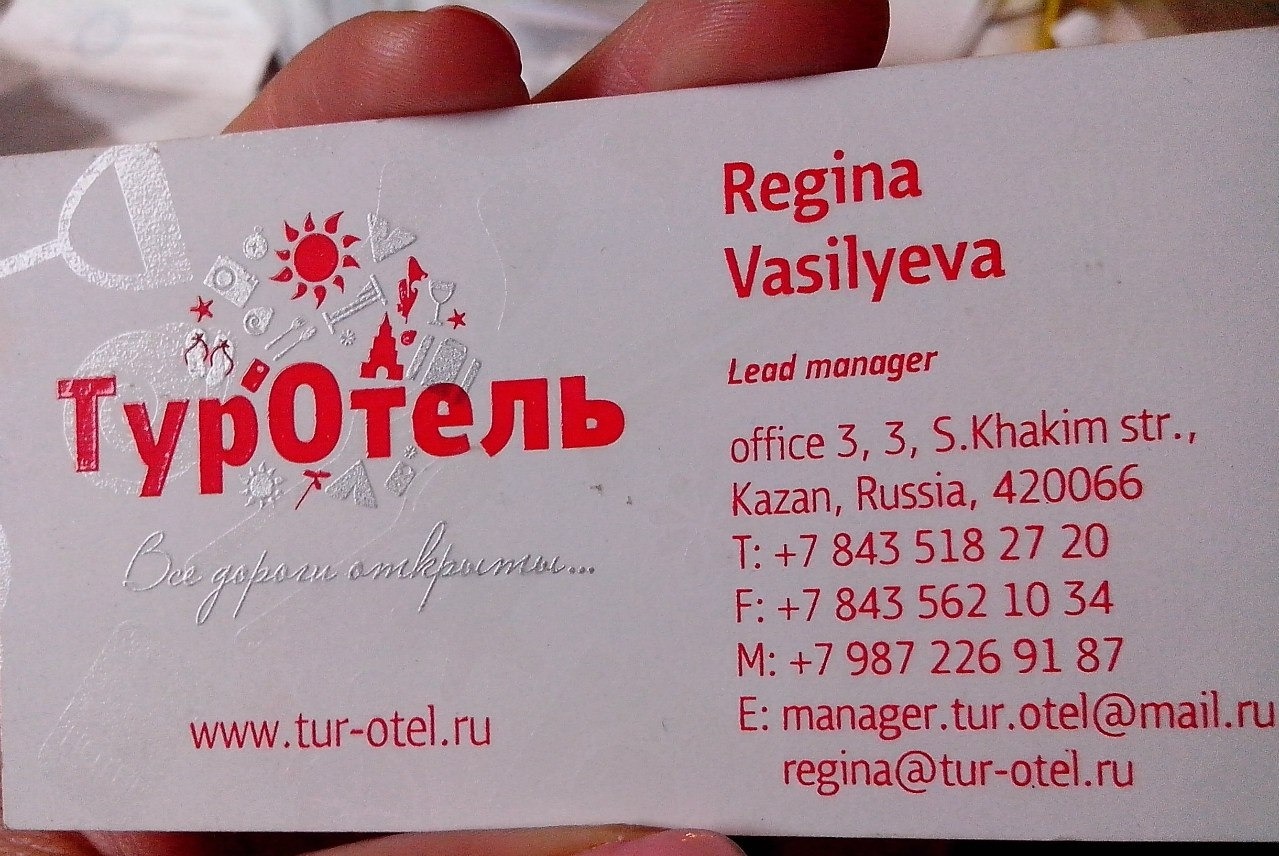 ТурОтель
Все дороги открыты...
www.tur-otel.ru
Regina
Vasilyeva
Lead manager
office 3, 3, S.Khakim str.,
Kazan, Russia, 420066
T: +7 843 518 27 20
F: +7 843 562 10 34
M: +7 987 226 91 87
E: manager.tur.otel@mail.ru
regina@tur-otel.ru